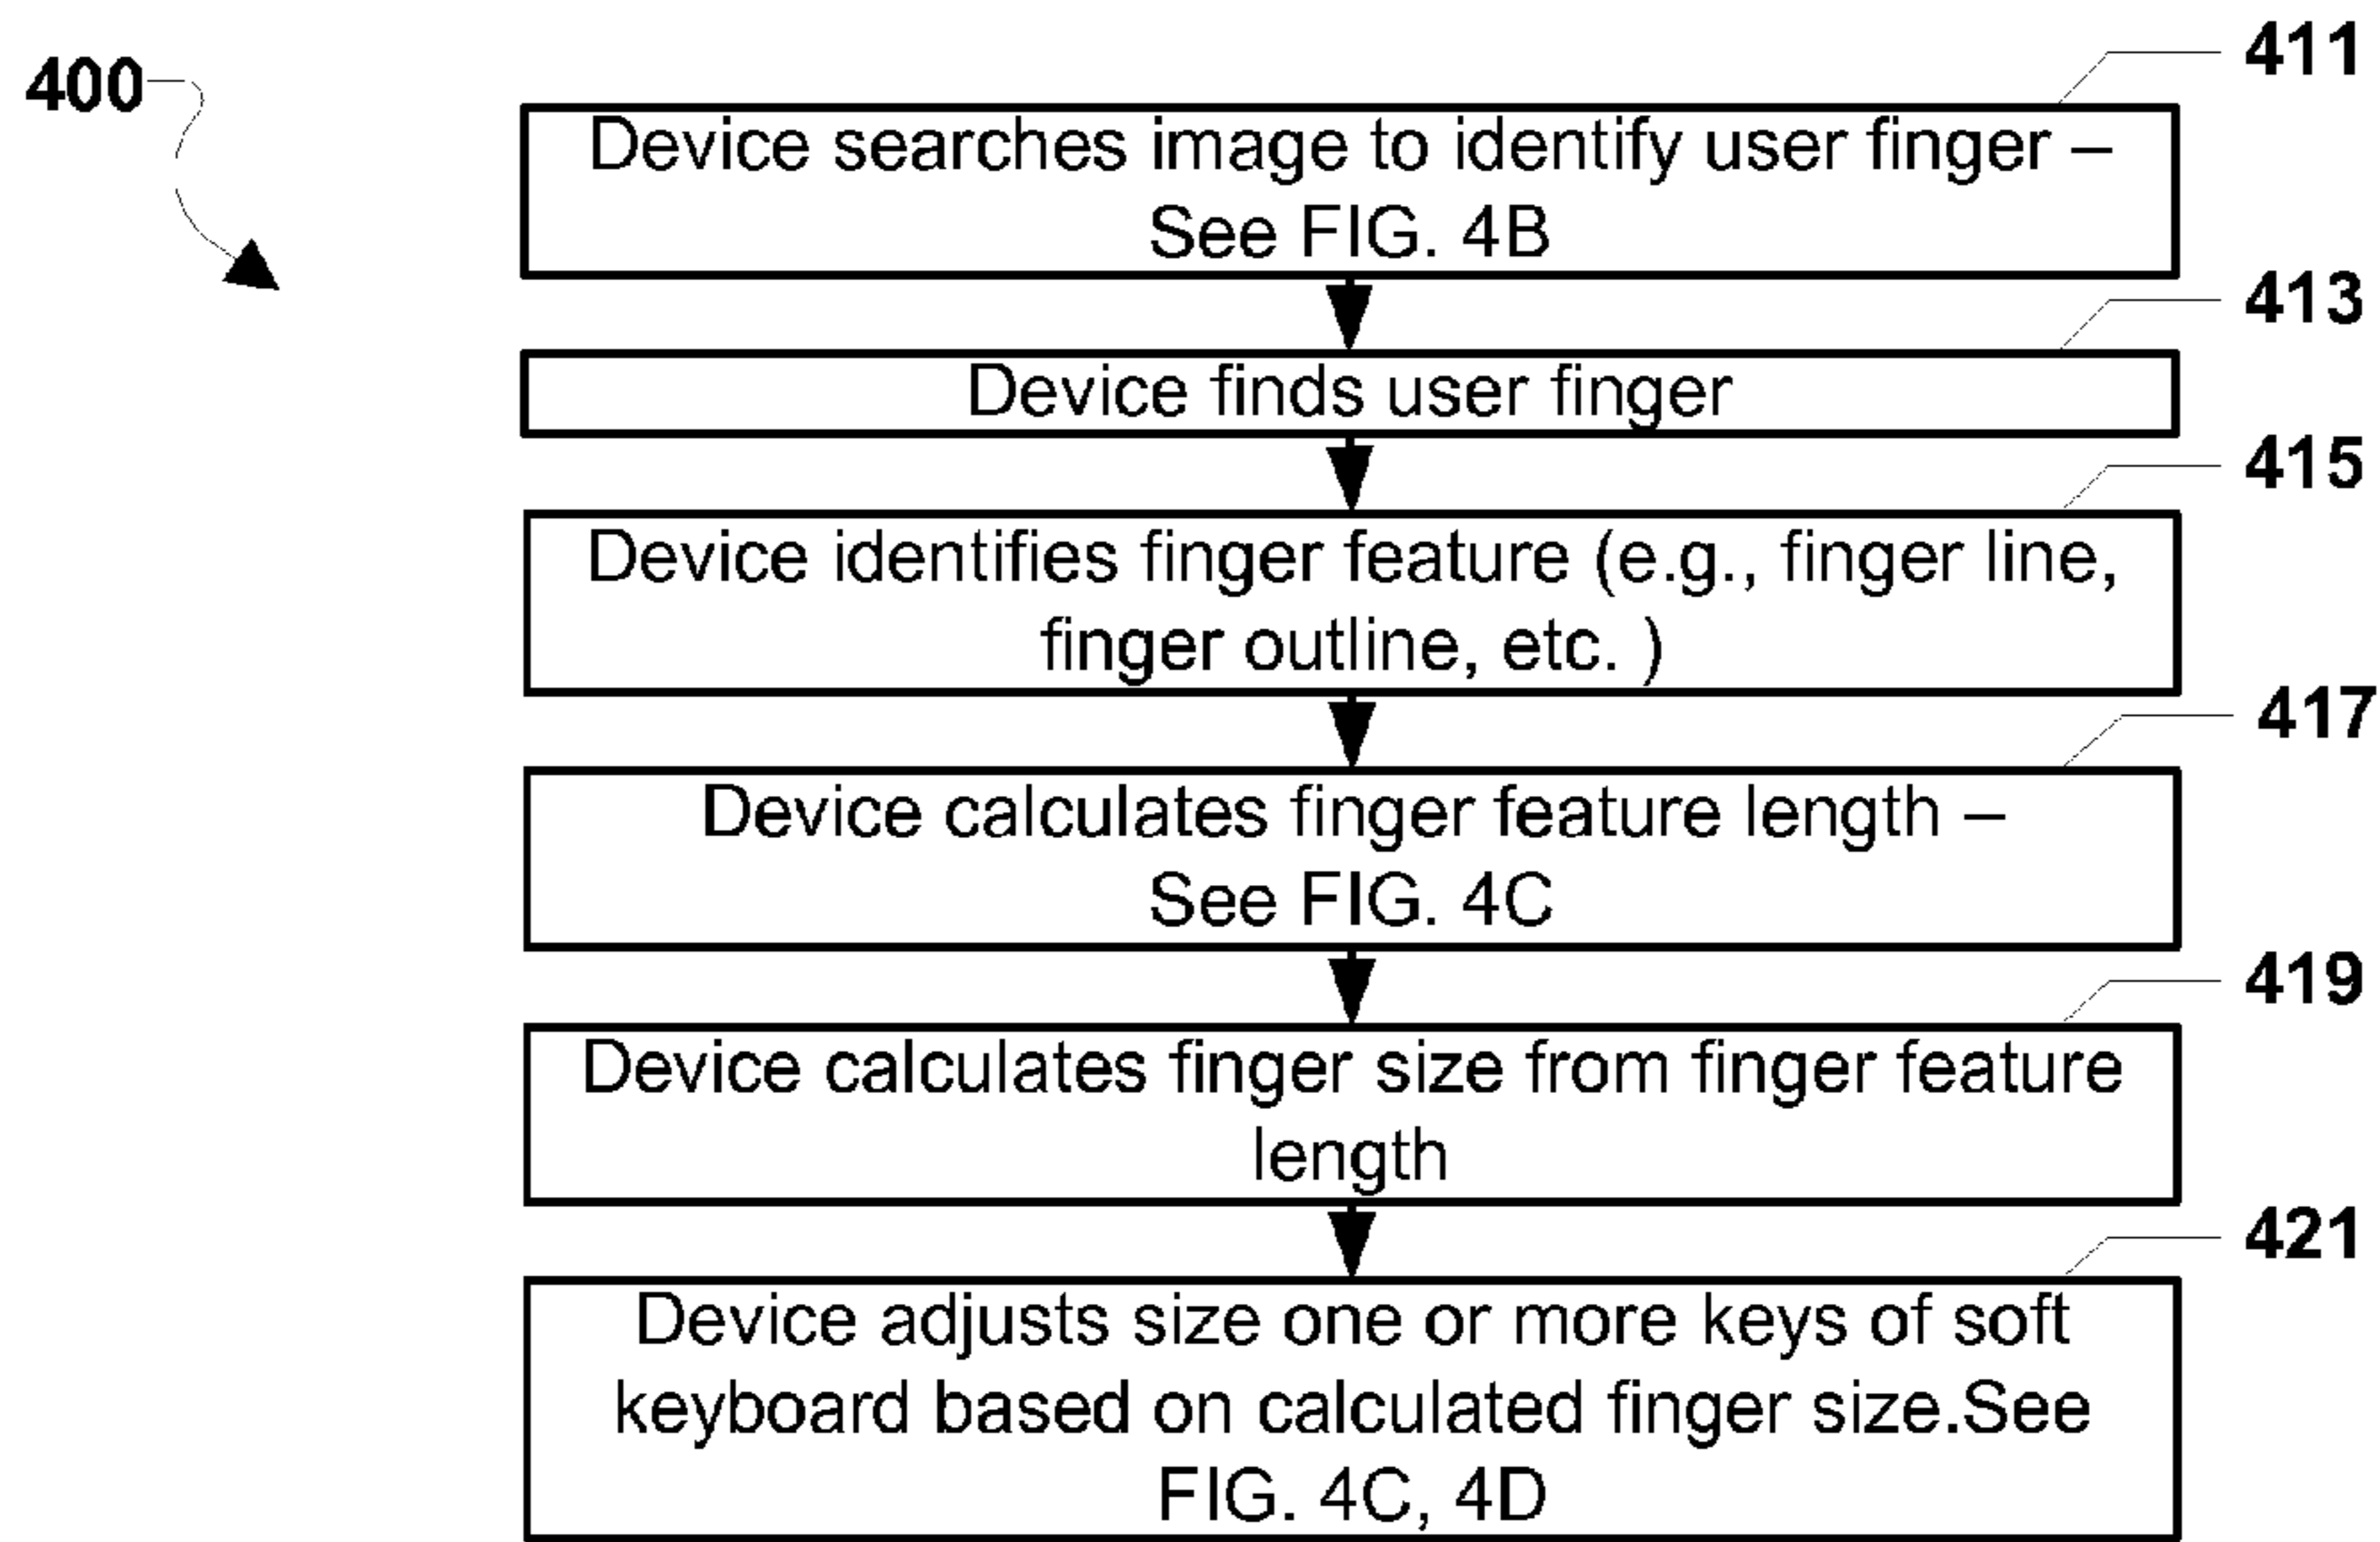 400
411
Device searches image to identify user finger –
See FIG. 4B
413
Device finds user finger
415
Device identifies finger feature (e.g., finger line,
finger outline, etc. )
417
Device calculates finger feature length –
See FIG. 4C
419
Device calculates finger size from finger feature
length
421
Device adjusts size one or more keys of soft
keyboard based on calculated finger size.See
FIG. 4C, 4D